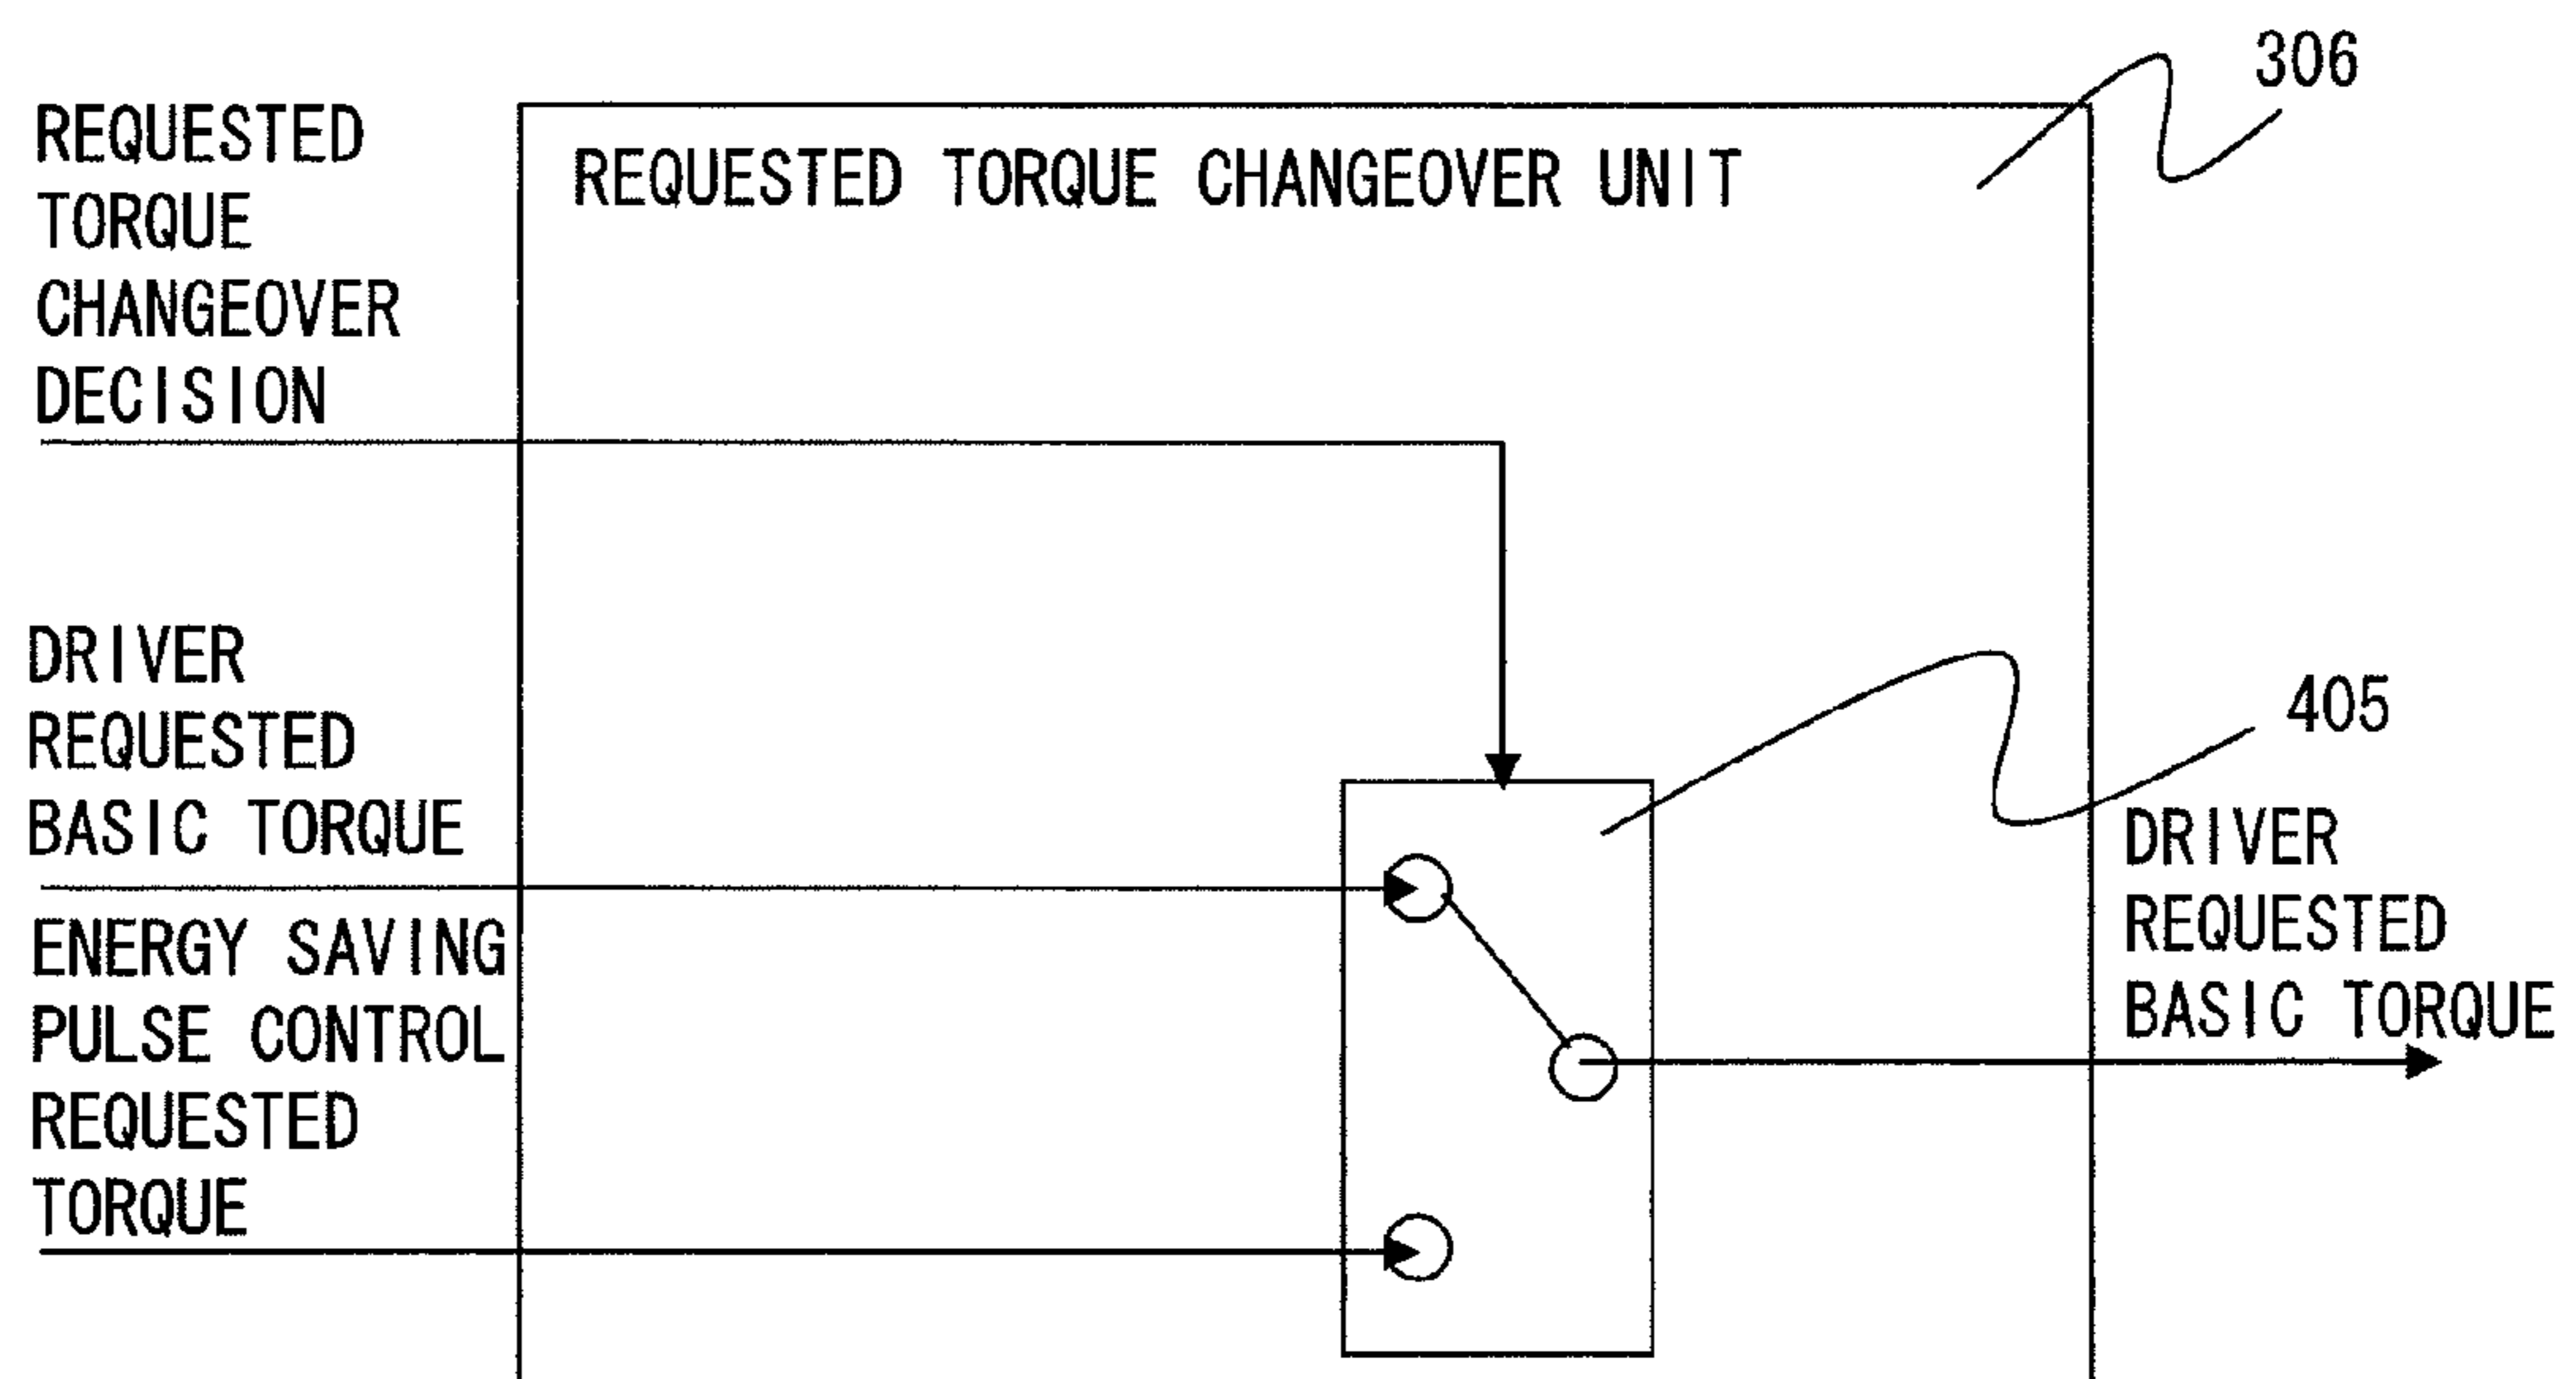 306
REQUESTED
TORQUE
CHANGEOVER
DECISION
REQUESTED TORQUE CHANGEOVER UNIT
DRIVER
REQUESTED
BASIC TORQUE
405
ENERGY SAVING
PULSE CONTROL
REQUESTED
TORQUE
DRIVER
REQUESTED
BASIC TORQUE